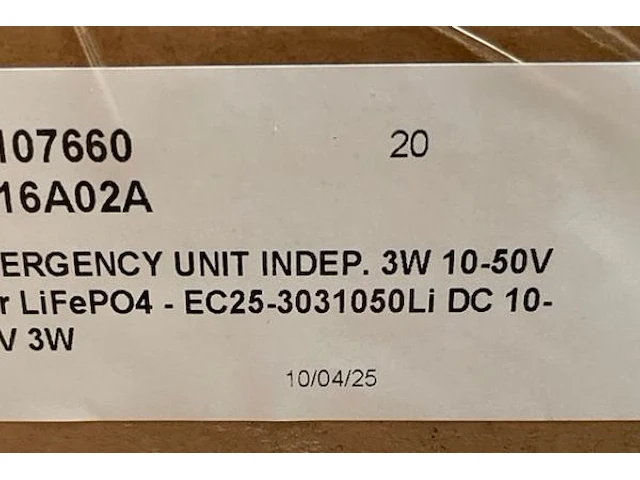 107660 20
16A02A
ERGENCY UNIT INDEP. 3W 10-50V
r LiFePO4 - EC25-3031050Li DC 10-
V 3W
10/04/25